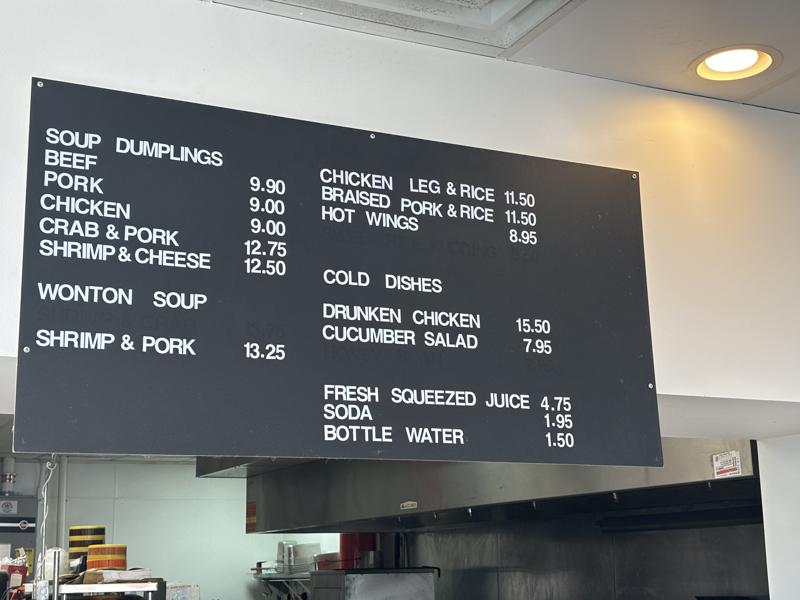 SOUP DUMPLINGS
BEEF 9.90
PORK 9.00
CHICKEN 9.00
CRAB & PORK 12.75
SHRIMP & CHEESE 12.50
WONTON SOUP
SHRIMP & PORK 13.25
CHICKEN LEG & RICE 11.50
BRAISED PORK & RICE 11.50
HOT WINGS 8.95
COLD DISHES
DRUNKEN CHICKEN 15.50
CUCUMBER SALAD 7.95
FRESH SQUEEZED JUICE 4.75
SODA 1.95
BOTTLE WATER 1.50